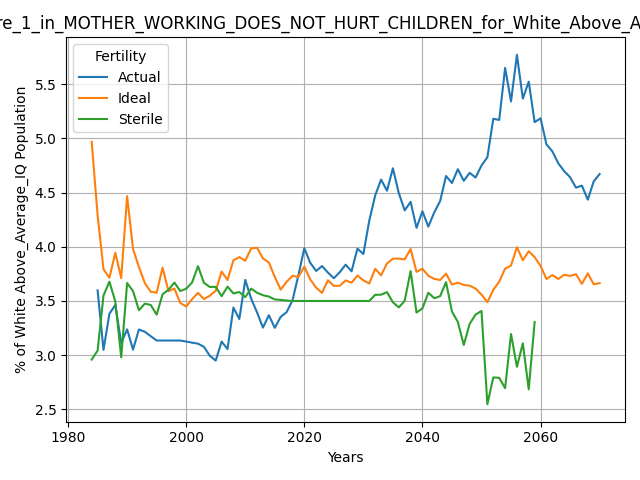 re_1_in_MOTHER_WORKING_DOES_NOT_HURT_CHILDREN_for_White_Above_A
Fertility
Actual
Ideal
Sterile
% of White Above_Average_IQ Population
5.5
5.0
4.5
4.0
3.5
3.0
2.5
1980
2000
2020
2040
2060
Years